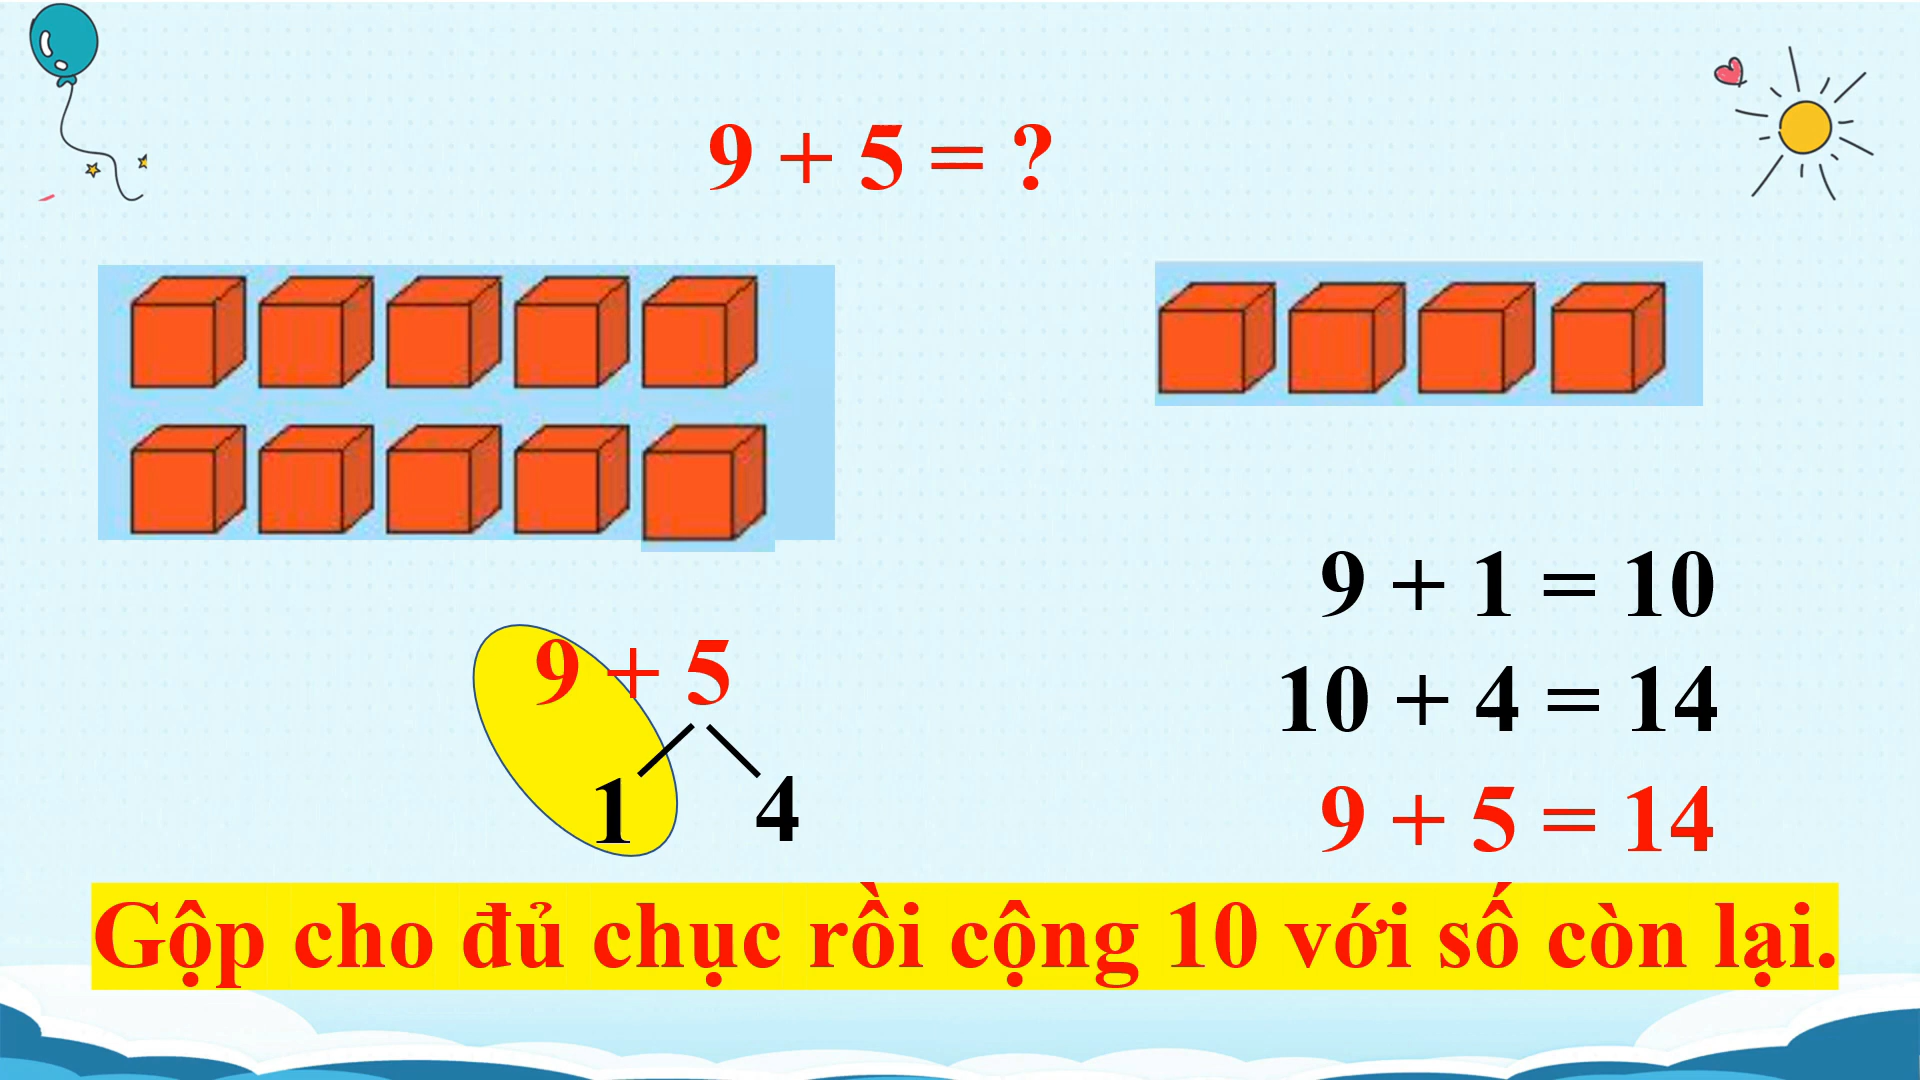 9 + 5 = ?
9 + 5
1 4
9 + 1 = 10
10 + 4 = 14
9 + 5 = 14
Gộp cho đủ chục rồi cộng 10 với số còn lại.